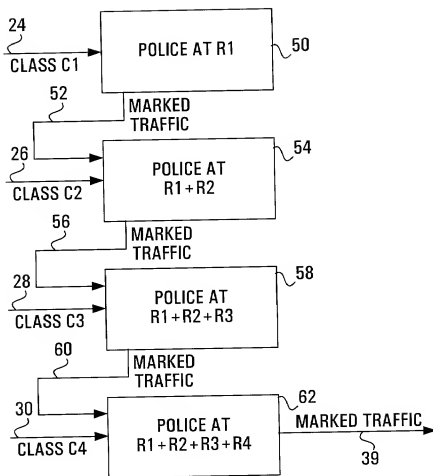 24
CLASS C1
POLICE AT R1
50
52
MARKED
TRAFFIC
26
CLASS C2
POLICE AT
R1+R2
54
56
MARKED
TRAFFIC
28
CLASS C3
POLICE AT
R1+R2+R3
58
60
MARKED
TRAFFIC
30
CLASS C4
POLICE AT
R1+R2+R3+R4
62
MARKED TRAFFIC
39